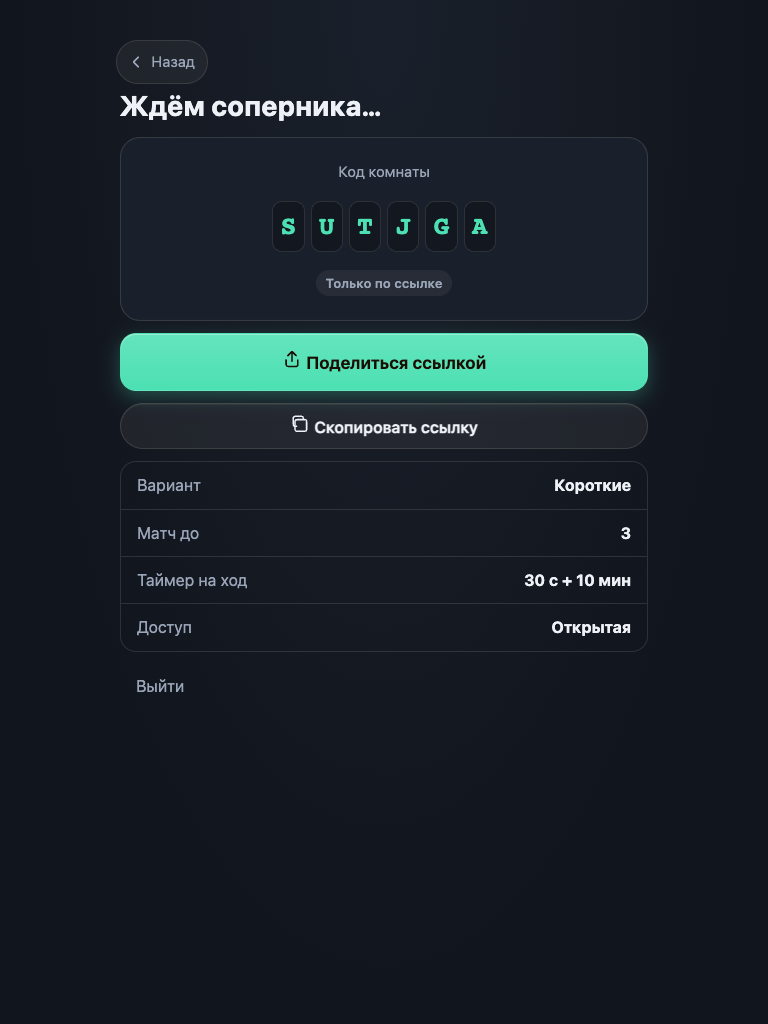 Назад
Ждём соперника…
Код комнаты
S U T J G A
Только по ссылке
Поделиться ссылкой
Скопировать ссылку
Вариант Короткие
Матч до 3
Таймер на ход 30 с + 10 мин
Доступ Открытая
Выйти